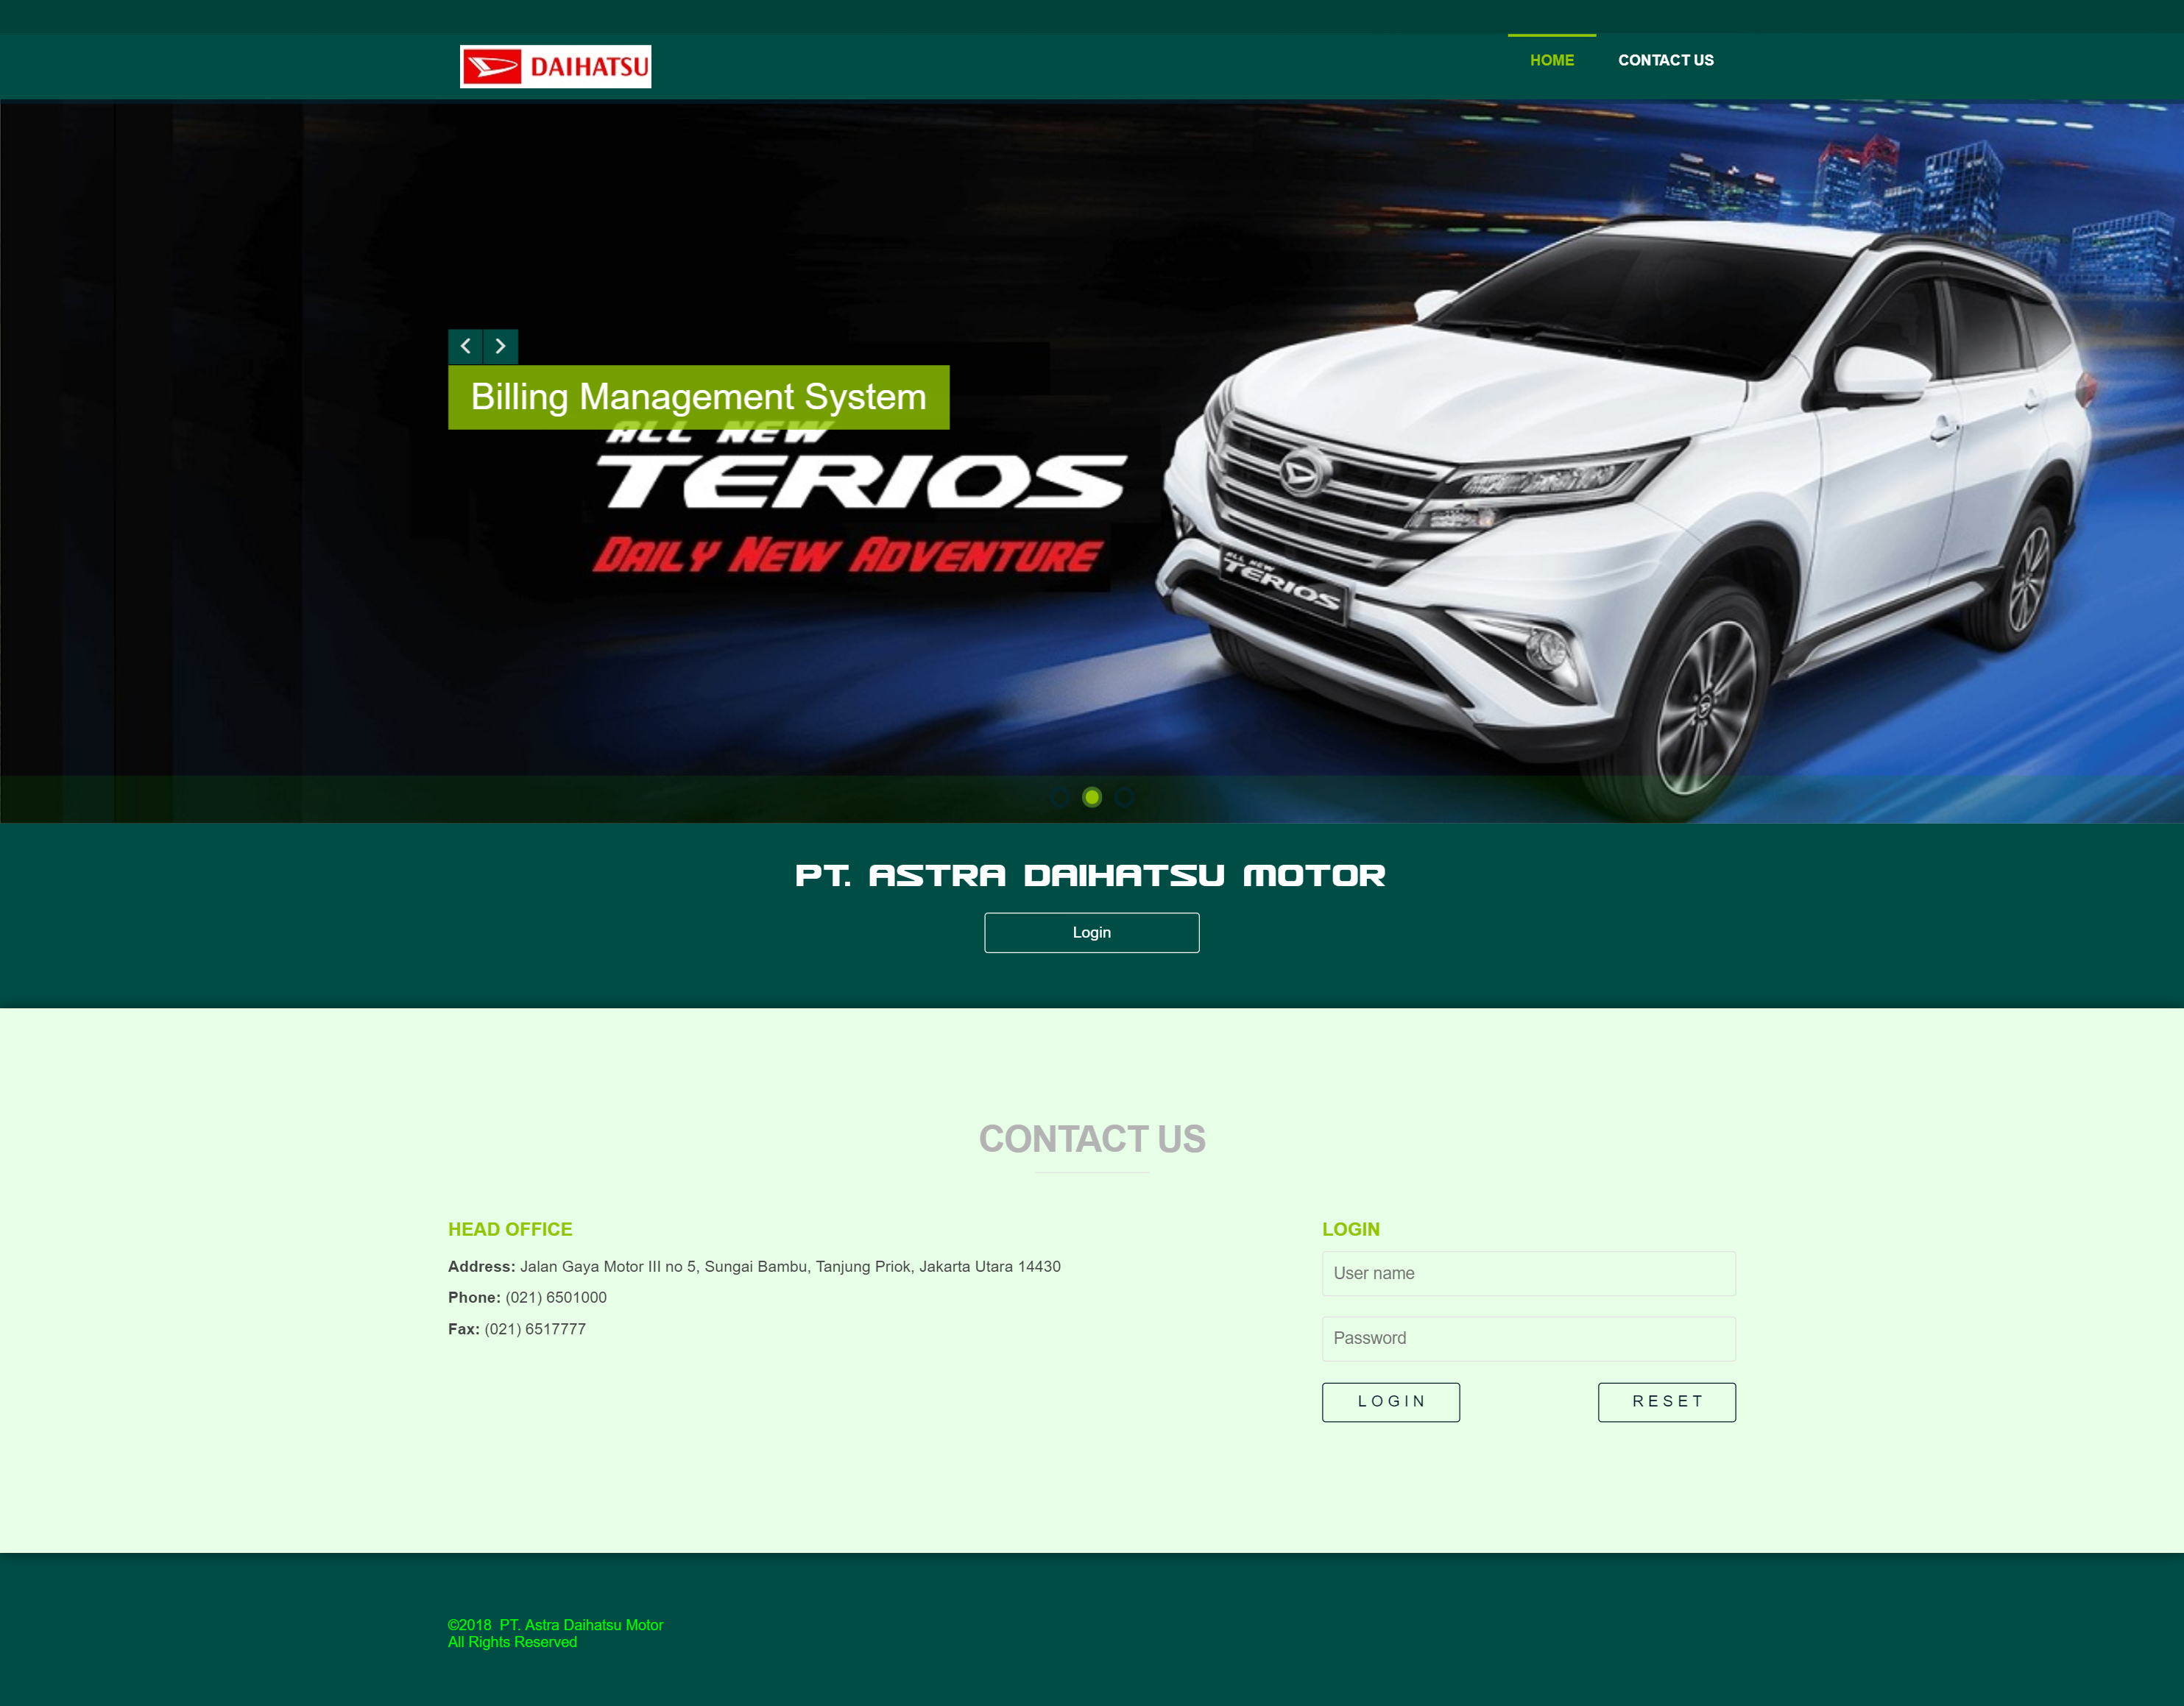 DAIHATSU
HOME
CONTACT US
Billing Management System
ALL NEW
TERIOS
DAILY NEW ADVENTURE
ALL NEW
TERIOS
PT. ASTRA DAIHATSU MOTOR
Login
CONTACT US
HEAD OFFICE
Address: Jalan Gaya Motor III no 5, Sungai Bambu, Tanjung Priok, Jakarta Utara 14430
Phone: (021) 6501000
Fax: (021) 6517777
LOGIN
User name
Password
LOGIN
RESET
©2018 PT. Astra Daihatsu Motor
All Rights Reserved